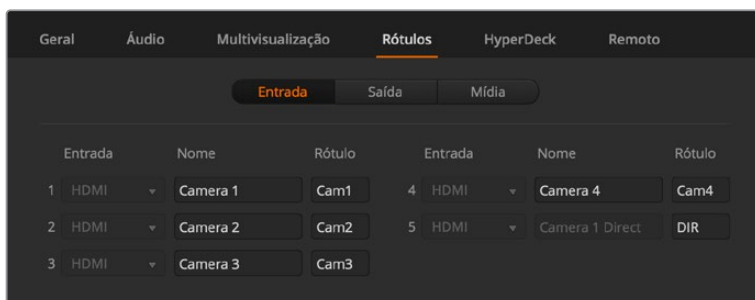 Geral Áudio Multivisualização Rótulos HyperDeck Remoto
Entrada Saída Mídia
Entrada Nome Rótulo Entrada Nome Rótulo
1 HDMI Camera 1 Cam1 4 HDMI Camera 4 Cam4
2 HDMI Camera 2 Cam2 5 HDMI Camera 1 Direct DIR
3 HDMI Camera 3 Cam3